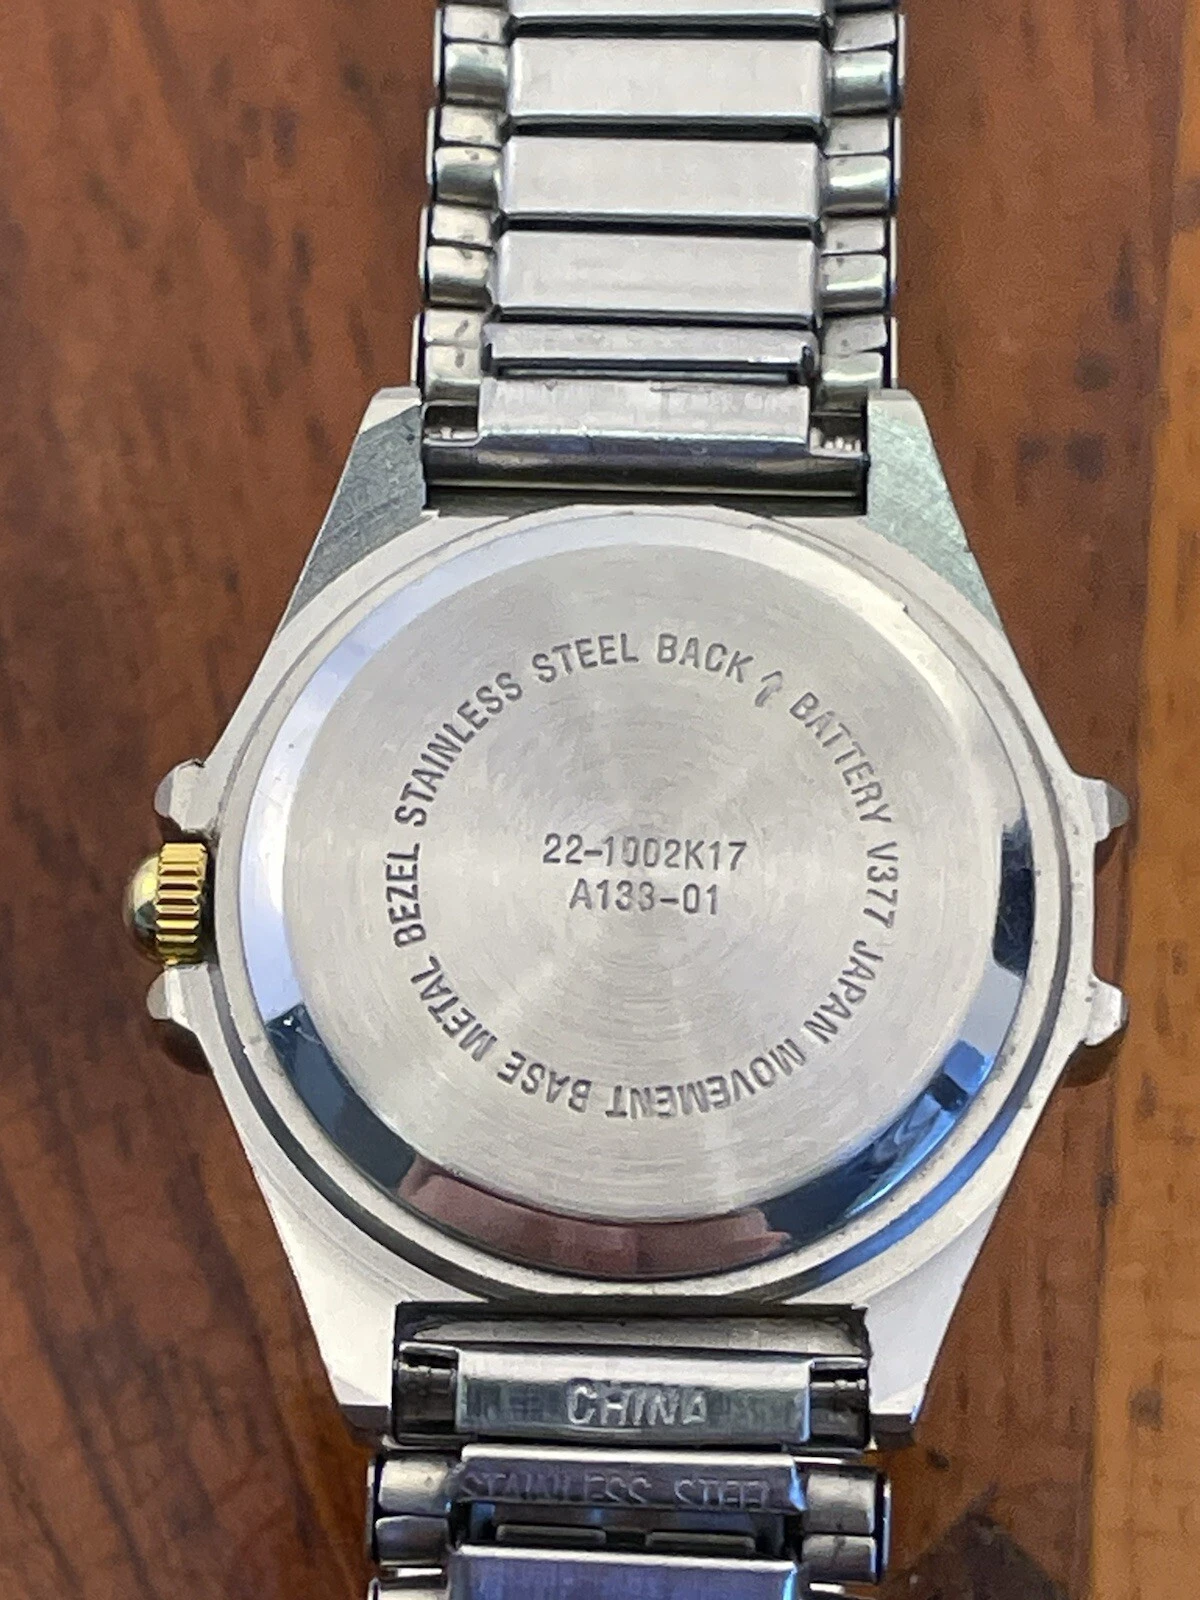 STAINLESS STEEL BACK ⇧ BATTERY V377 JAPAN MOVEMENT BASE METAL BEZEL
22-1002K17
A133-01
CHINA
STAINLESS STEEL